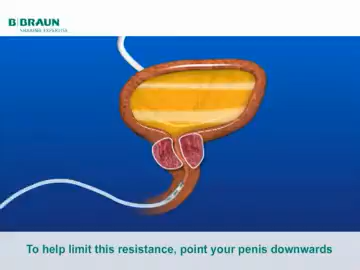 B|BRAUN
SHARING EXPERTISE
To help limit this resistance, point your penis downwards